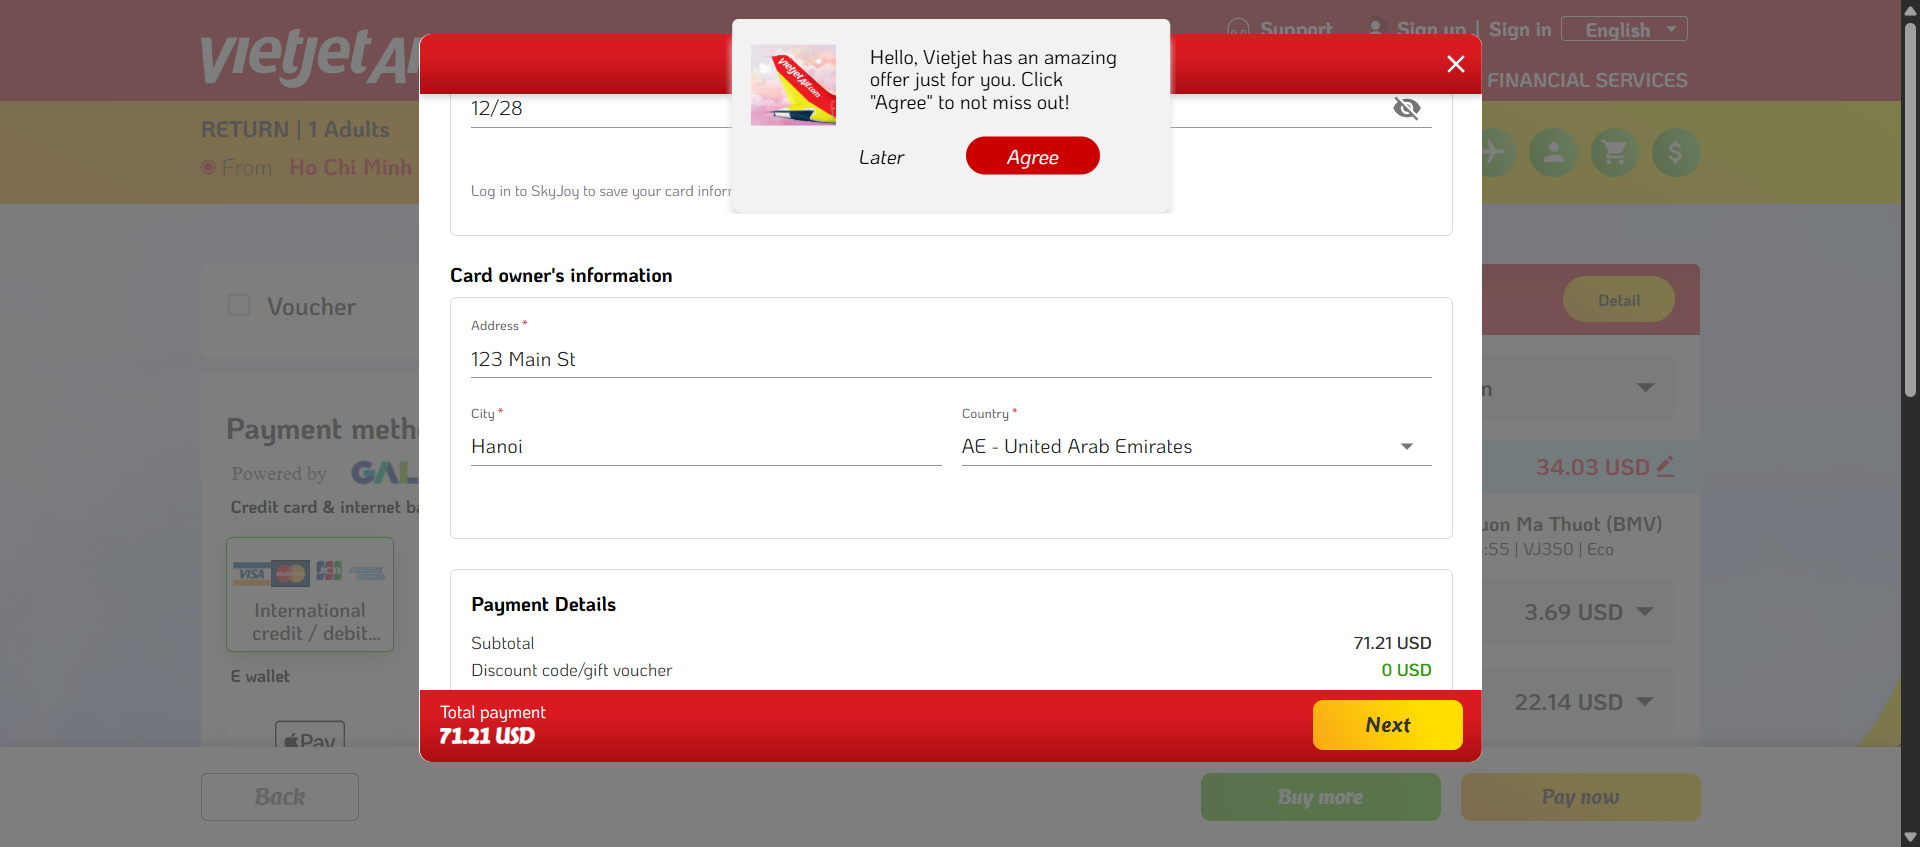 vietjetAir
Support
Sign up | Sign in
English
FINANCIAL SERVICES
Hello, Vietjet has an amazing
offer just for you. Click
"Agree" to not miss out!
vietjetAir.com
Later
Agree
RETURN | 1 Adults
From Ho Chi Minh
12/28
Log in to SkyJoy to save your card
Card owner's information
Address *
123 Main St
City *
Hanoi
Country *
AE - United Arab Emirates
Payment Details
Subtotal
71.21 USD
Discount code/gift voucher
0 USD
Total payment
71.21 USD
Next
Voucher
Payment
Powered by
Credit card & internet
VISA
MasterCard
JCB
International
credit / debit...
E wallet
Pay
Detail
34.03 USD
Ma Thuot (BMV)
:55 | VJ350 | Eco
3.69 USD
22.14 USD
Back
Buy more
Pay now